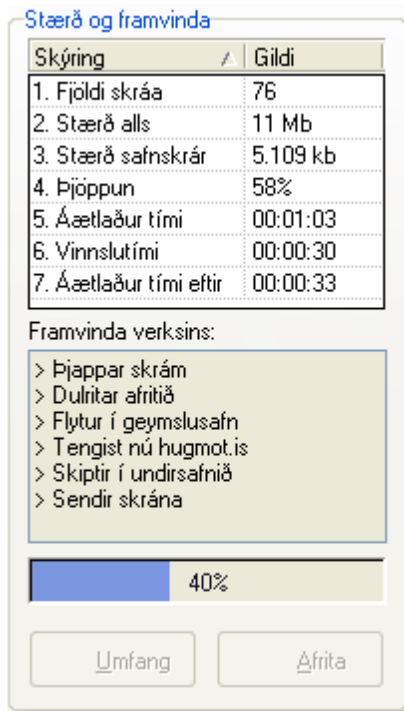 Stærð og framvinda
Skýring Gildi
1. Fjöldi skráa 76
2. Stærð alls 11 Mb
3. Stærð safnskrár 5.109 kb
4. Þjöppun 58%
5. Áætlaður tími 00:01:03
6. Vinnslutími 00:00:30
7. Áætlaður tími eftir 00:00:33
Framvinda verksins:
> Þjappar skrám
> Dulritar afritið
> Flytur í geymslusafn
> Tengist nú hugmot.is
> Skiptir í undirsafnið
> Sendir skrána
40%
Umfang Afrita